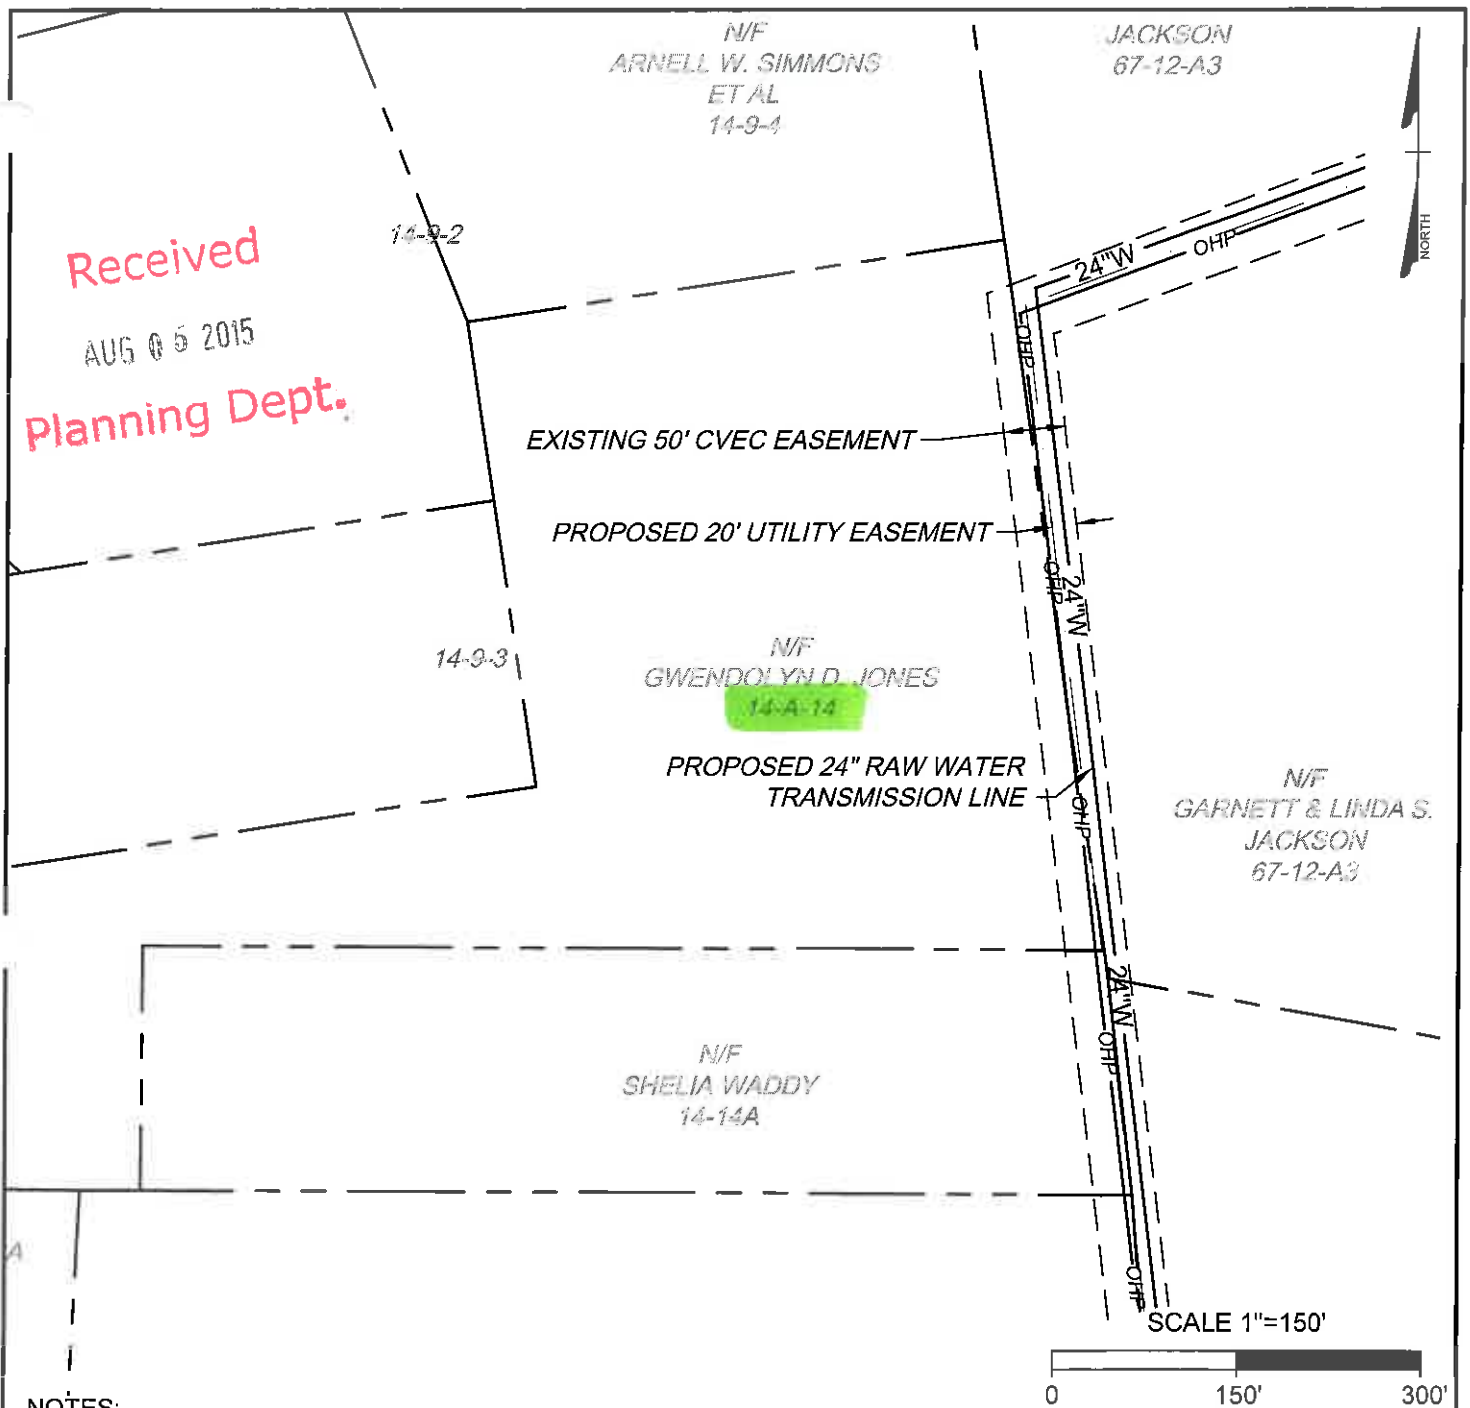 N/F
ARNELL W. SIMMONS
ET AL
14-9-4
JACKSON
67-12-A3
NORTH
14-9-2
Received
AUG 05 2015
Planning Dept.
24"W
OHP
OHP
EXISTING 50' CVEC EASEMENT
PROPOSED 20' UTILITY EASEMENT
OHP
24"W
14-9-3
N/F
GWENDOLYN D. JONES
14-A-14
PROPOSED 24" RAW WATER
TRANSMISSION LINE
OHP
N/F
GARNETT & LINDA S.
JACKSON
67-12-A3
24"W
OHP
N/F
SHELIA WADDY
14-14A
A
OHP
SCALE 1"=150'
0 150' 300'
NOTES: